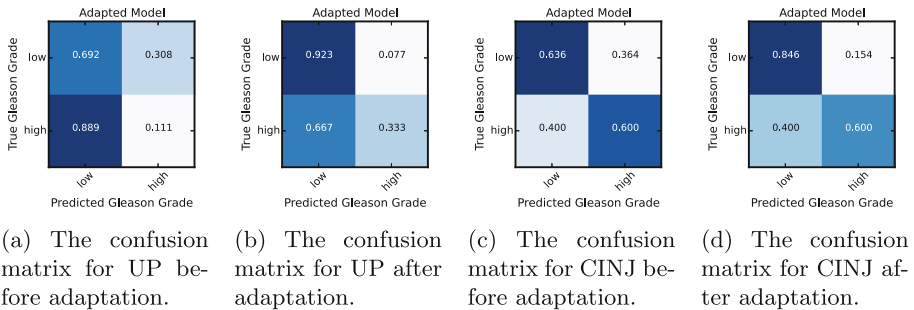 Adapted Model
True Gleason Grade
low
high
0.692
0.308
0.889
0.111
low
high
Predicted Gleason Grade
(a) The confusion
matrix for UP be-
fore adaptation.
Adapted Model
True Gleason Grade
low
high
0.923
0.077
0.667
0.333
low
high
Predicted Gleason Grade
(b) The confusion
matrix for UP after
adaptation.
Adapted Model
True Gleason Grade
low
high
0.636
0.364
0.400
0.600
low
high
Predicted Gleason Grade
(c) The confusion
matrix for CINJ be-
fore adaptation.
Adapted Model
True Gleason Grade
low
high
0.846
0.154
0.400
0.600
low
high
Predicted Gleason Grade
(d) The confusion
matrix for CINJ af-
ter adaptation.